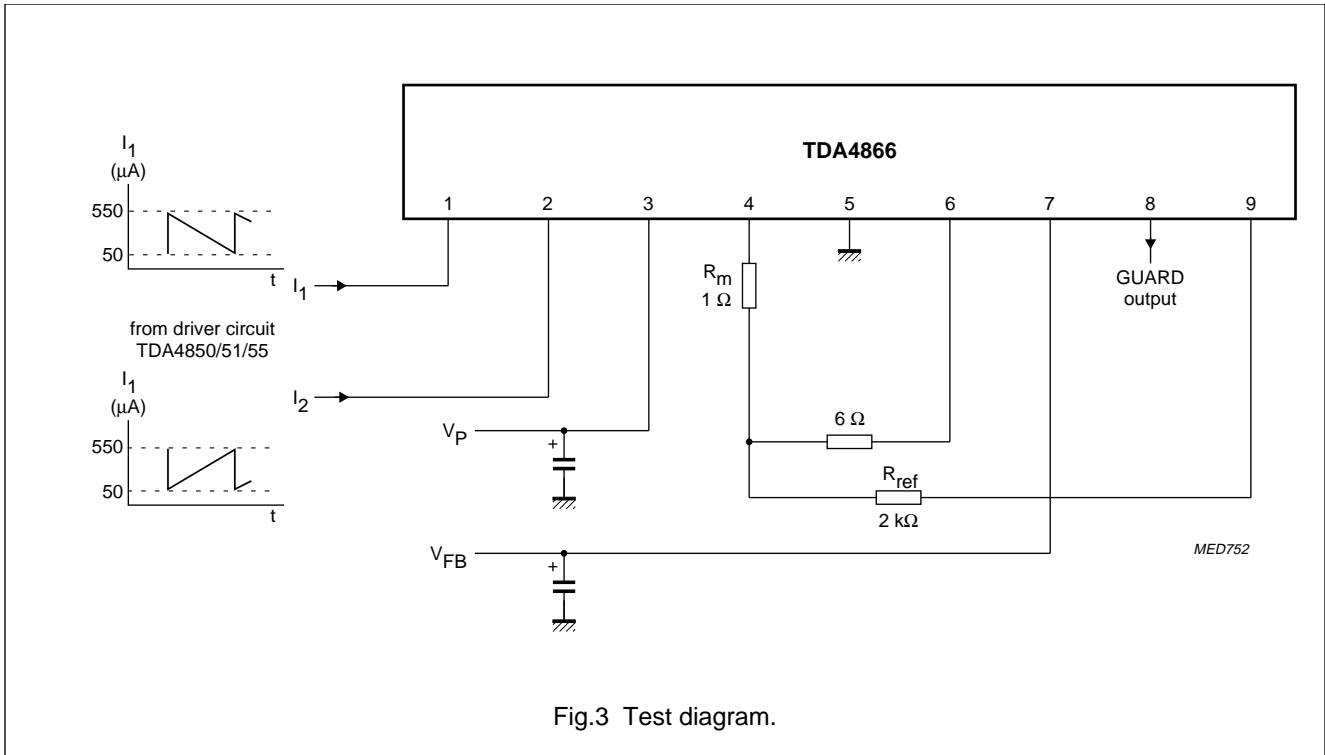 TDA4866
1 2 3 4 5 6 7 8 9
I1
(μA)
550
50
t
I1
from driver circuit
TDA4850/51/55
I1
(μA)
550
50
t
I2
VP
+
VFB
+
Rm
1 Ω
6 Ω
Rref
2 kΩ
GUARD
output
MED752
Fig.3 Test diagram.